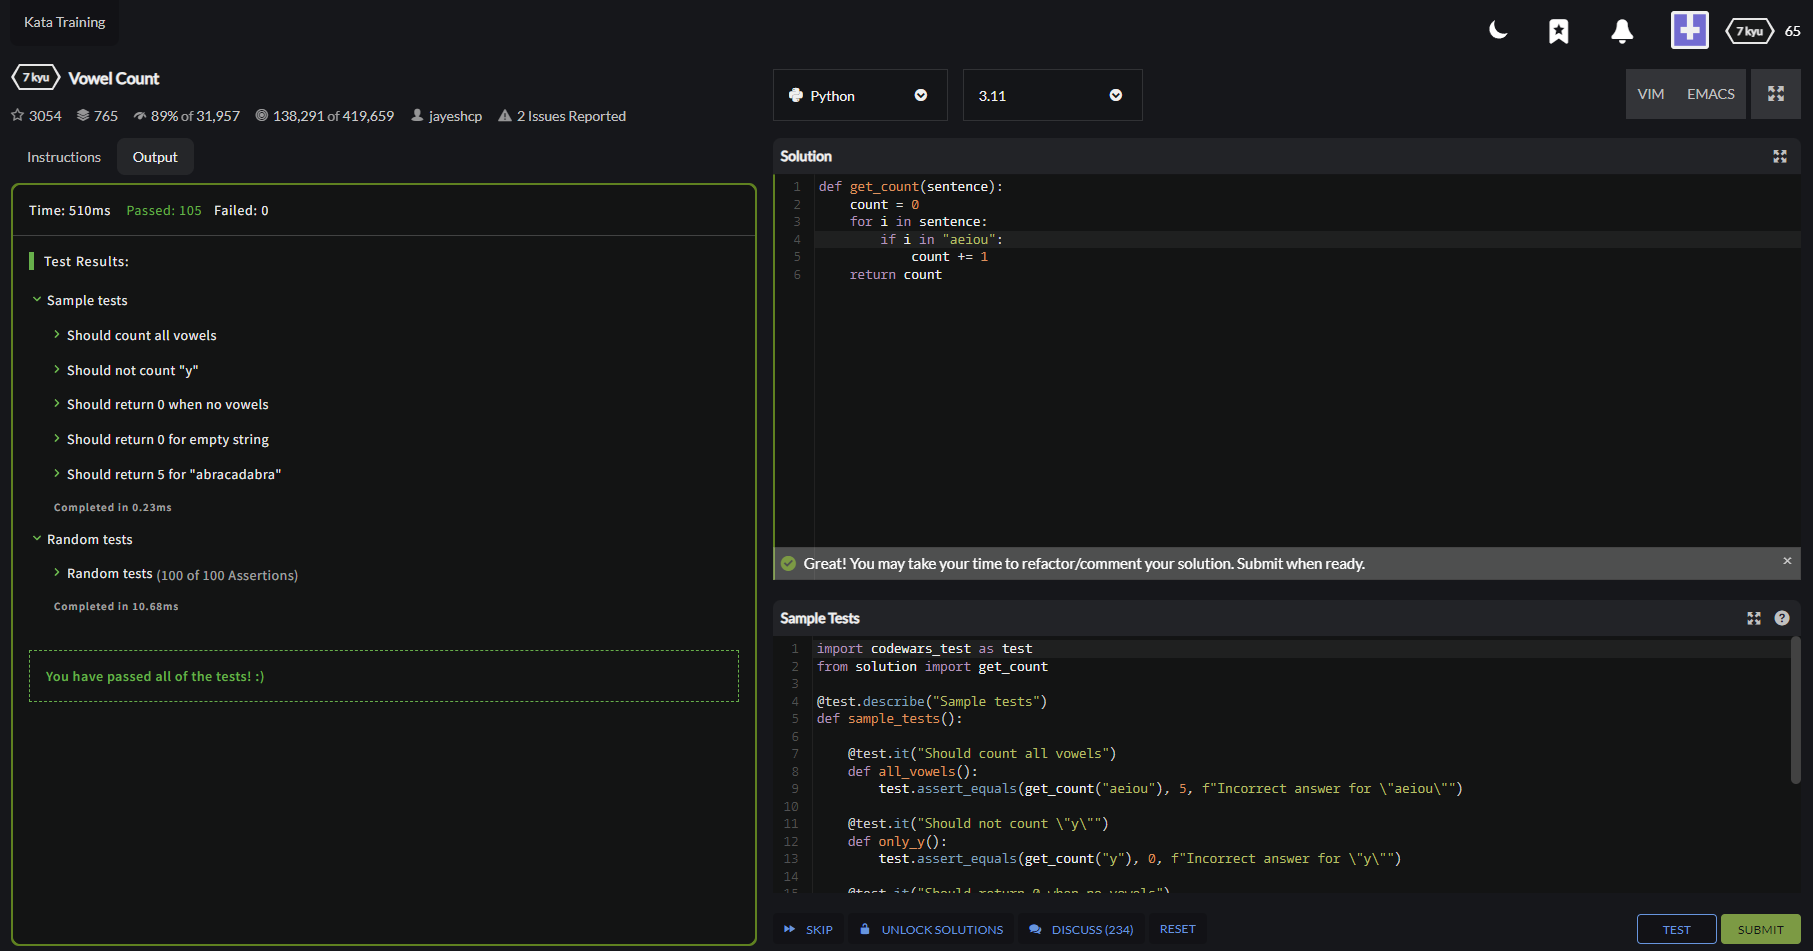 Kata Training
7 kyu 65
7 kyu Vowel Count
3054 765 89% of 31,957 138,291 of 419,659 jayeshcp 2 Issues Reported
Instructions Output
Time: 510ms Passed: 105 Failed: 0
Test Results:
Sample tests
Should count all vowels
Should not count "y"
Should return 0 when no vowels
Should return 0 for empty string
Should return 5 for "abracadabra"
Completed in 0.23ms
Random tests
Random tests (100 of 100 Assertions)
Completed in 10.68ms
You have passed all of the tests! :)
Python 3.11 VIM EMACS
Solution
1 def get_count(sentence):
2     count = 0
3     for i in sentence:
4         if i in "aeiou":
5             count += 1
6     return count
Great! You may take your time to refactor/comment your solution. Submit when ready. ×
Sample Tests ?
1 import codewars_test as test
2 from solution import get_count
3
4 @test.describe("Sample tests")
5 def sample_tests():
6
7     @test.it("Should count all vowels")
8     def all_vowels():
9         test.assert_equals(get_count("aeiou"), 5, f"Incorrect answer for \"aeiou\"")
10
11     @test.it("Should not count \"y\"")
12     def only_y():
13         test.assert_equals(get_count("y"), 0, f"Incorrect answer for \"y\"")
14
15     @test.it("Should return 0 when no vowels")
SKIP UNLOCK SOLUTIONS DISCUSS (234) RESET TEST SUBMIT